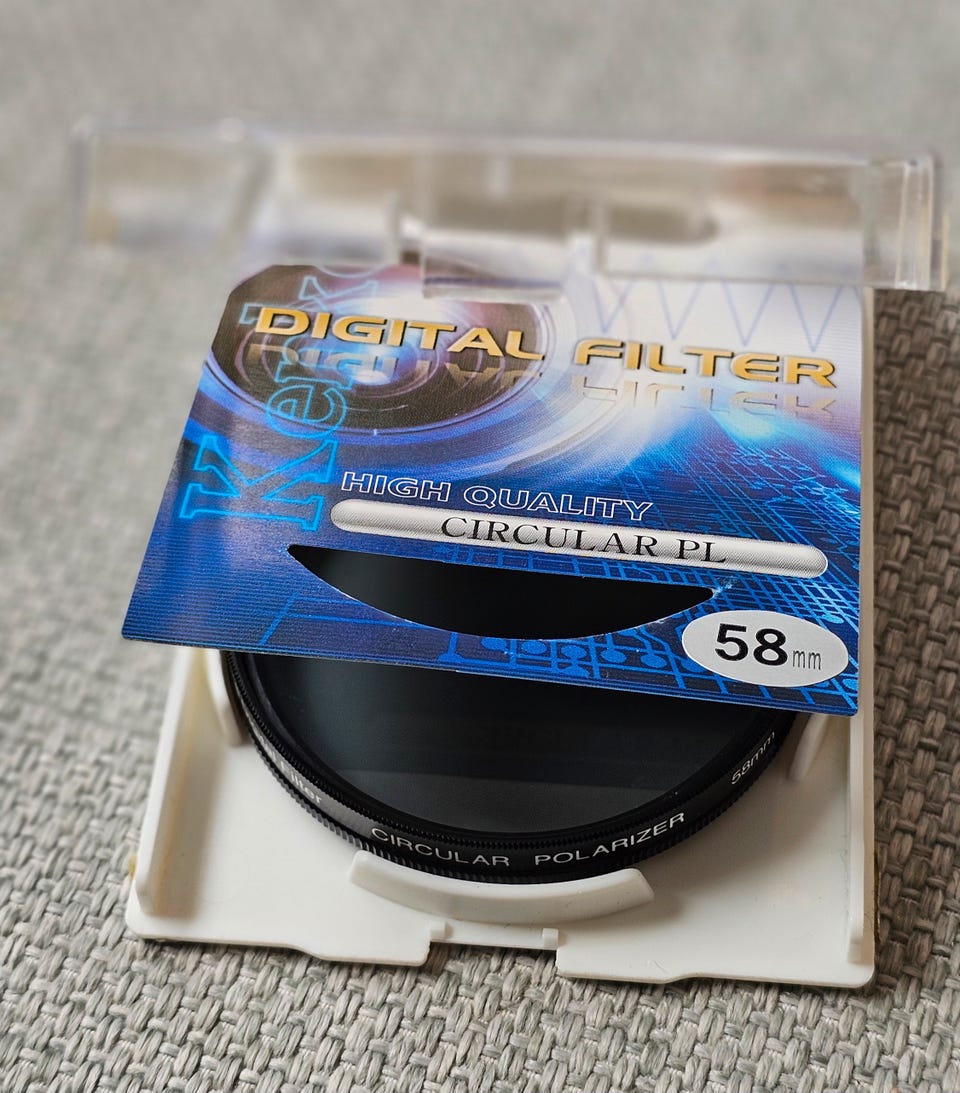 DIGITAL FILTER
HIGH QUALITY
CIRCULAR PL
58mm
CIRCULAR POLARIZER
58mm